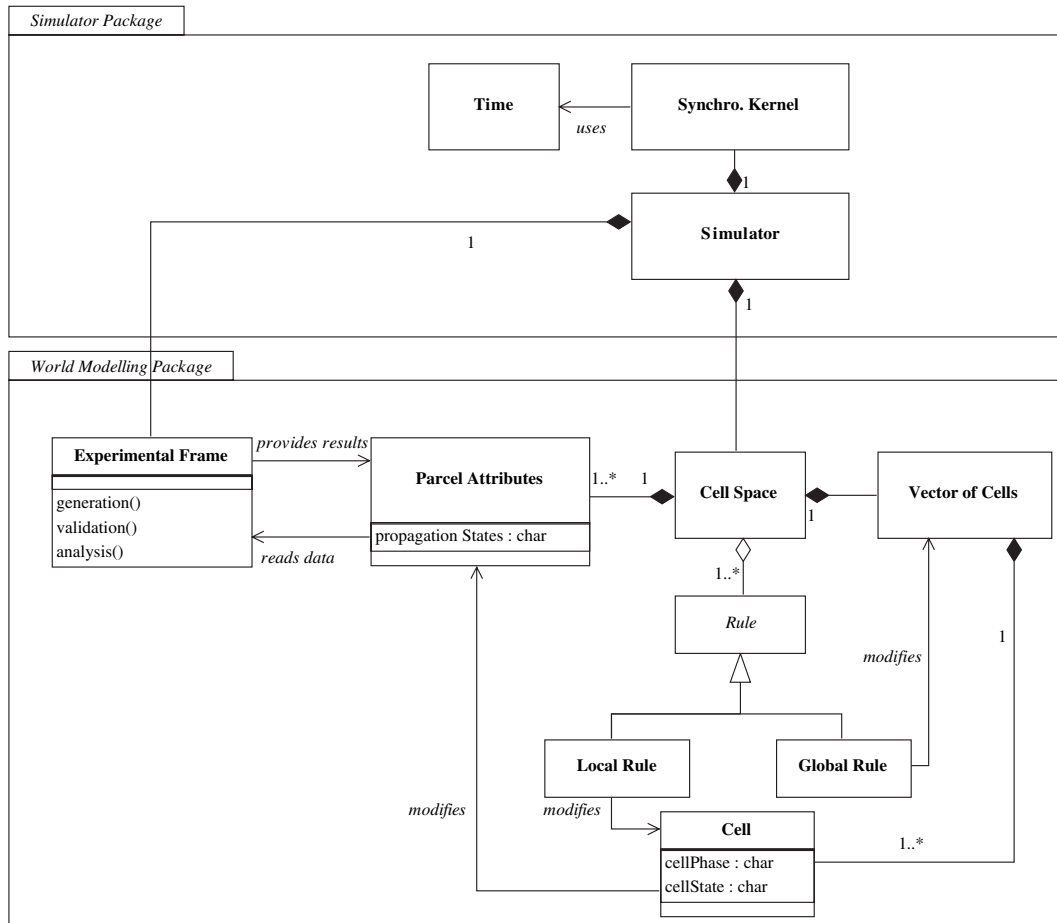 Simulator Package
Time
Synchro. Kernel
uses
1
Simulator
1
1
World Modelling Package
Experimental Frame
generation()
validation()
analysis()
provides results
reads data
Parcel Attributes
propagation States : char
1..*
1
Cell Space
1
Vector of Cells
1..*
Rule
modifies
1
Local Rule
Global Rule
modifies
modifies
Cell
cellPhase : char
cellState : char
1..*